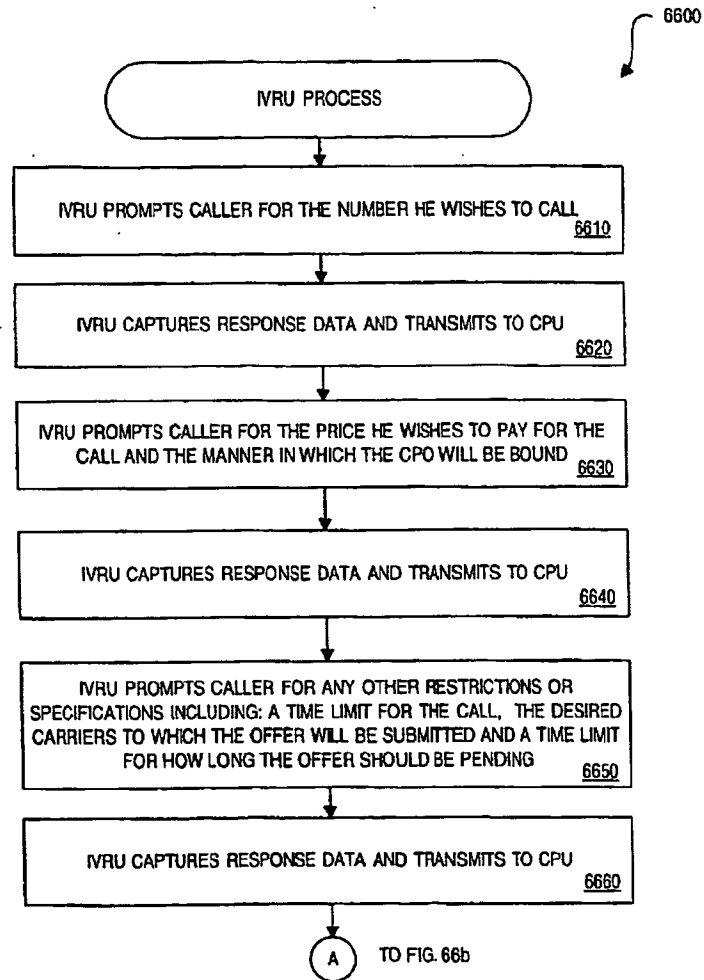 6600
IVRU PROCESS
IVRU PROMPTS CALLER FOR THE NUMBER HE WISHES TO CALL
6610
IVRU CAPTURES RESPONSE DATA AND TRANSMITS TO CPU
6620
IVRU PROMPTS CALLER FOR THE PRICE HE WISHES TO PAY FOR THE
CALL AND THE MANNER IN WHICH THE CPO WILL BE BOUND
6630
IVRU CAPTURES RESPONSE DATA AND TRANSMITS TO CPU
6640
IVRU PROMPTS CALLER FOR ANY OTHER RESTRICTIONS OR
SPECIFICATIONS INCLUDING: A TIME LIMIT FOR THE CALL, THE DESIRED
CARRIERS TO WHICH THE OFFER WILL BE SUBMITTED AND A TIME LIMIT
FOR HOW LONG THE OFFER SHOULD BE PENDING
6650
IVRU CAPTURES RESPONSE DATA AND TRANSMITS TO CPU
6660
A TO FIG. 66b